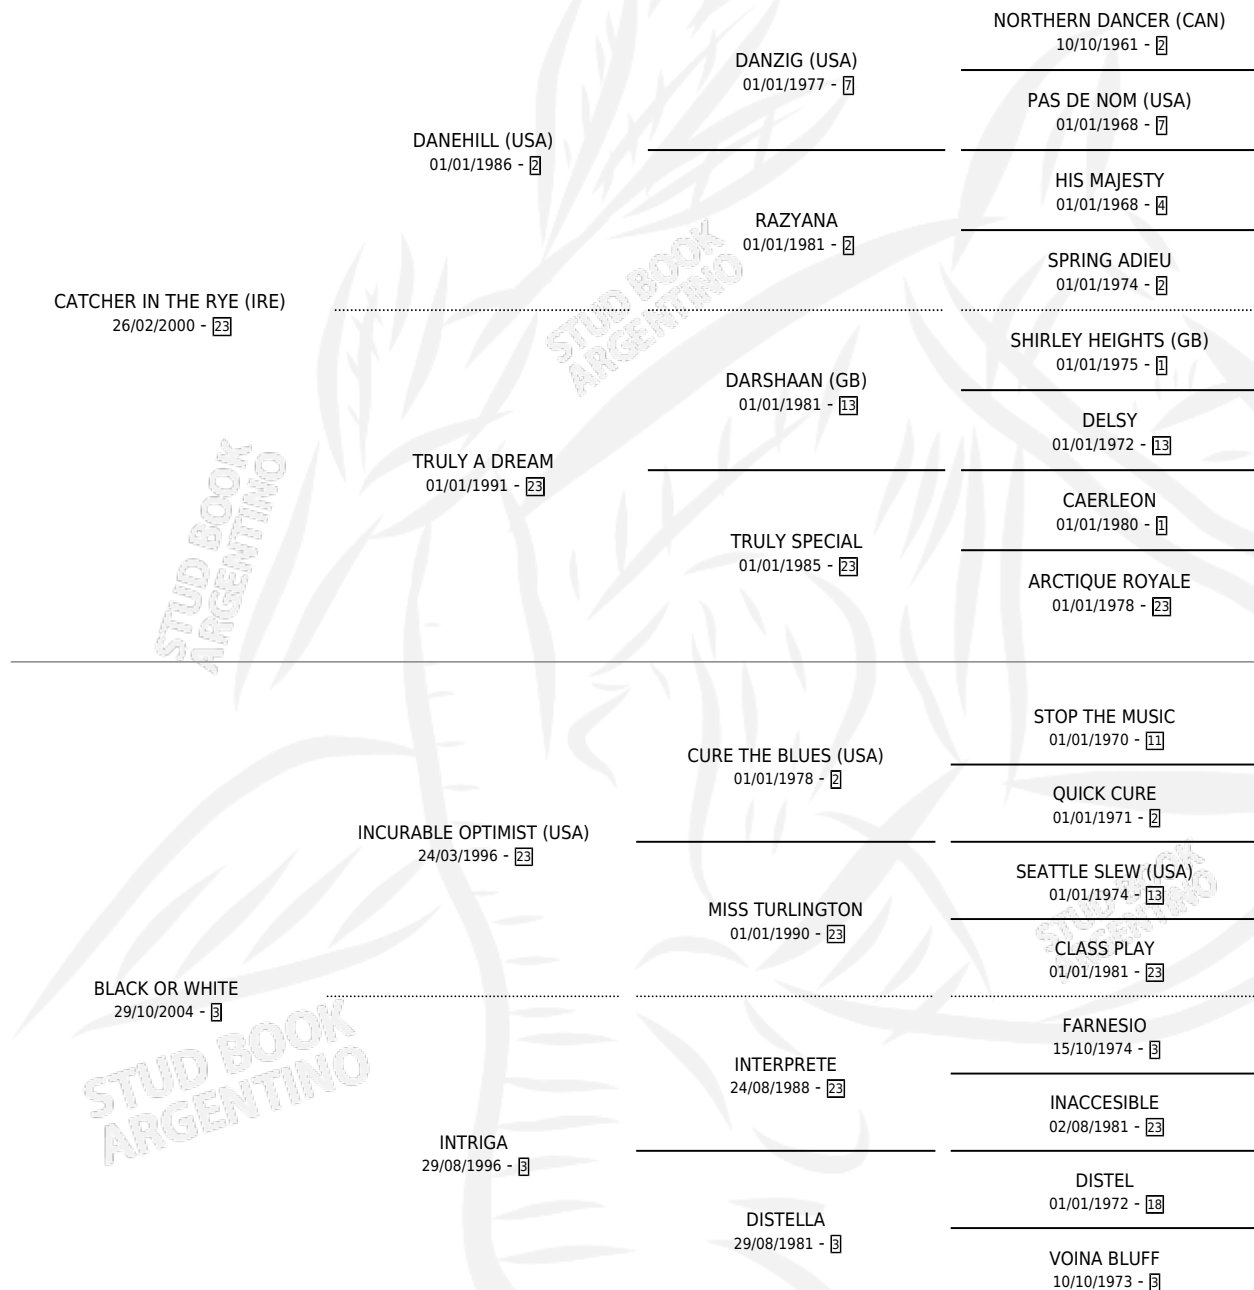 NORTHERN DANCER (CAN)
10/10/1961 - 2
DANZIG (USA)
01/01/1977 - 7
PAS DE NOM (USA)
01/01/1968 - 7
DANEHILL (USA)
01/01/1986 - 2
HIS MAJESTY
01/01/1968 - 4
RAZYANA
01/01/1981 - 2
SPRING ADIEU
01/01/1974 - 2
CATCHER IN THE RYE (IRE)
26/02/2000 - 23
STUD BOOK
ARGENTINO
SHIRLEY HEIGHTS (GB)
01/01/1975 - 1
DARSHAAN (GB)
01/01/1981 - 13
DELSY
01/01/1972 - 13
TRULY A DREAM
01/01/1991 - 23
CAERLEON
01/01/1980 - 1
TRULY SPECIAL
01/01/1985 - 23
ARCTIQUE ROYALE
01/01/1978 - 23
STUD BOOK
ARGENTINO
STOP THE MUSIC
01/01/1970 - 11
CURE THE BLUES (USA)
01/01/1978 - 2
QUICK CURE
01/01/1971 - 2
INCURABLE OPTIMIST (USA)
24/03/1996 - 23
SEATTLE SLEW (USA)
01/01/1974 - 13
MISS TURLINGTON
01/01/1990 - 23
CLASS PLAY
01/01/1981 - 23
STUD BOOK
ARGENTINO
BLACK OR WHITE
29/10/2004 - 3
FARNESIO
15/10/1974 - 3
INTERPRETE
24/08/1988 - 23
INACCESIBLE
02/08/1981 - 23
STUD BOOK
ARGENTINO
INTRIGA
29/08/1996 - 3
DISTEL
01/01/1972 - 18
DISTELLA
29/08/1981 - 3
VOINA BLUFF
10/10/1973 - 3